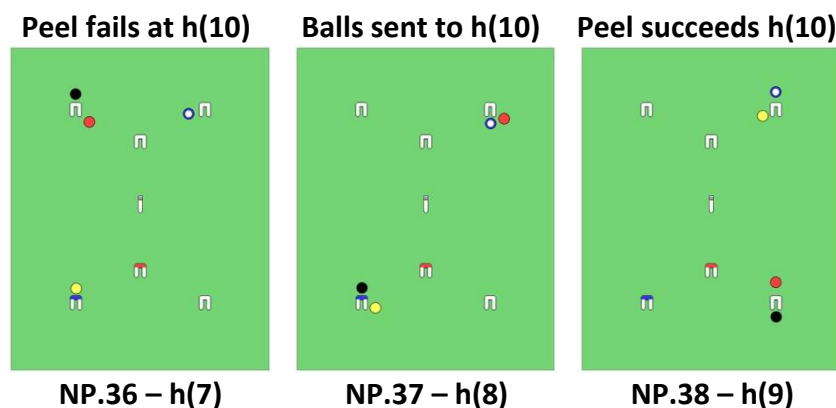 Peel fails at h(10)
Balls sent to h(10)
Peel succeeds h(10)
NP.36 – h(7)
NP.37 – h(8)
NP.38 – h(9)